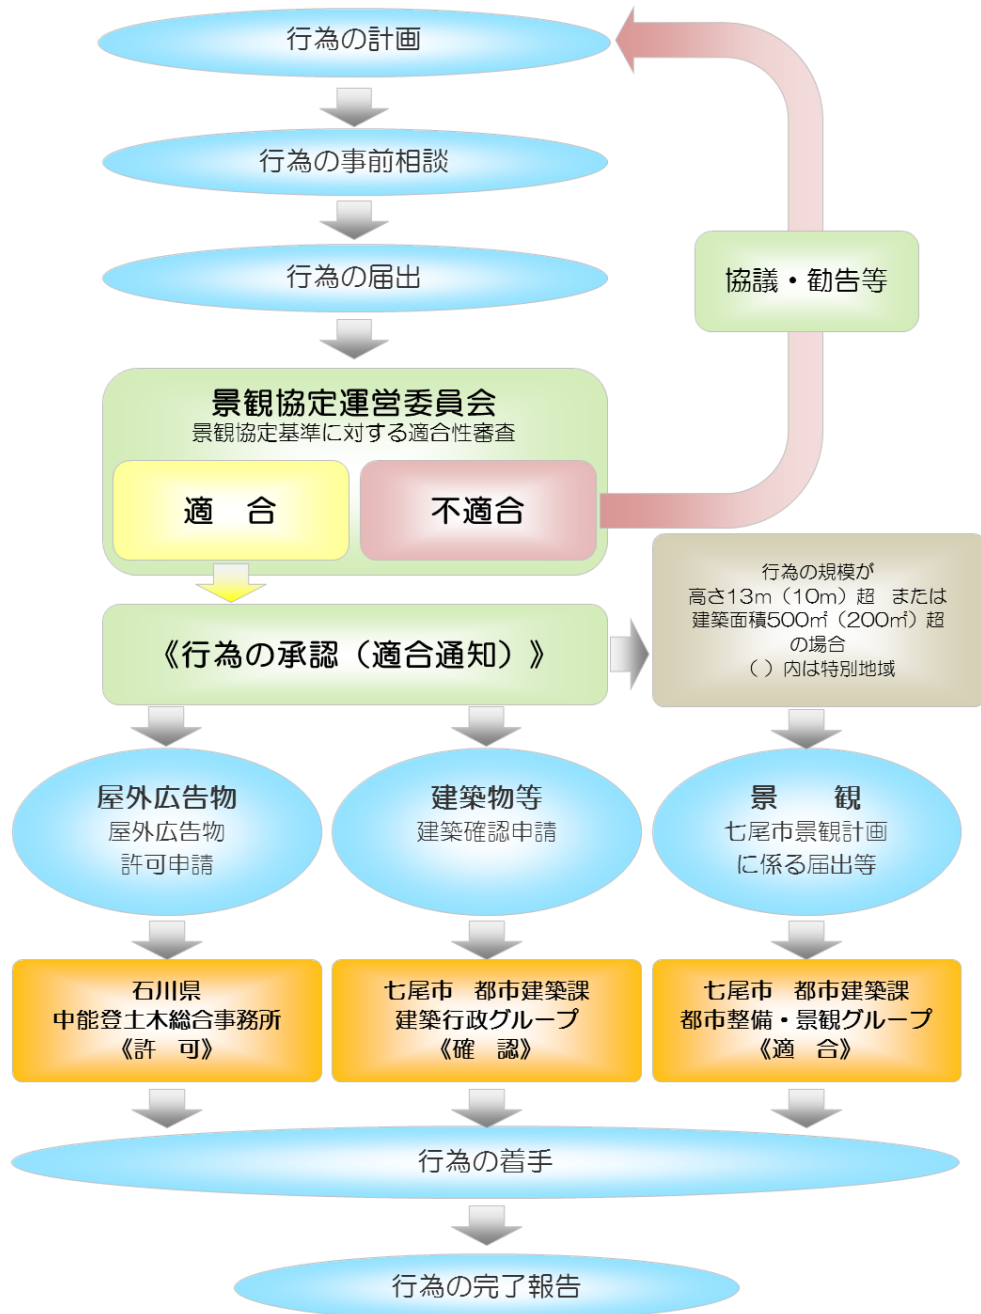 行為の計画
行為の事前相談
行為の届出
協議・勧告等
景観協定運営委員会
景観協定基準に対する適合性審査
適　合
不適合
行為の規模が
高さ13m（10m）超　または
建築面積500㎡（200㎡）超
の場合
（ ）内は特別地域
《行為の承認（適合通知）》
屋外広告物
屋外広告物
許可申請
建築物等
建築確認申請
景　　観
七尾市景観計画
に係る届出等
石川県
中能登土木総合事務所
《許　可》
七尾市　都市建築課
建築行政グループ
《確　認》
七尾市　都市建築課
都市整備・景観グループ
《適　合》
行為の着手
行為の完了報告